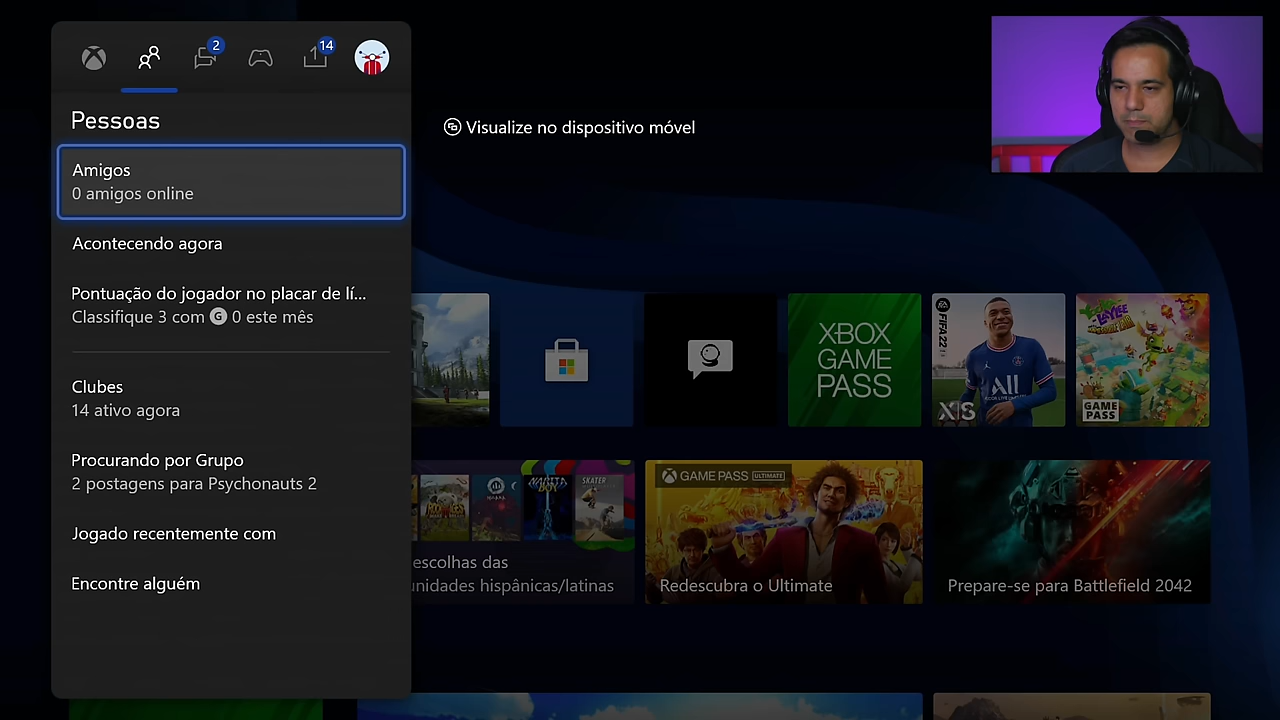 2
14
Pessoas
Amigos
0 amigos online
Acontecendo agora
Pontuação do jogador no placar de lí...
Classifique 3 com G 0 este mês
Clubes
14 ativo agora
Procurando por Grupo
2 postagens para Psychonauts 2
Jogado recentemente com
Encontre alguém
Visualize no dispositivo móvel
XBOX
GAME
PASS
FIFA 22
X|S
GAME
PASS
SKATER
escolhas das
unidades hispânicas/latinas
GAME PASS ULTIMATE
Redescubra o Ultimate
Prepare-se para Battlefield 2042